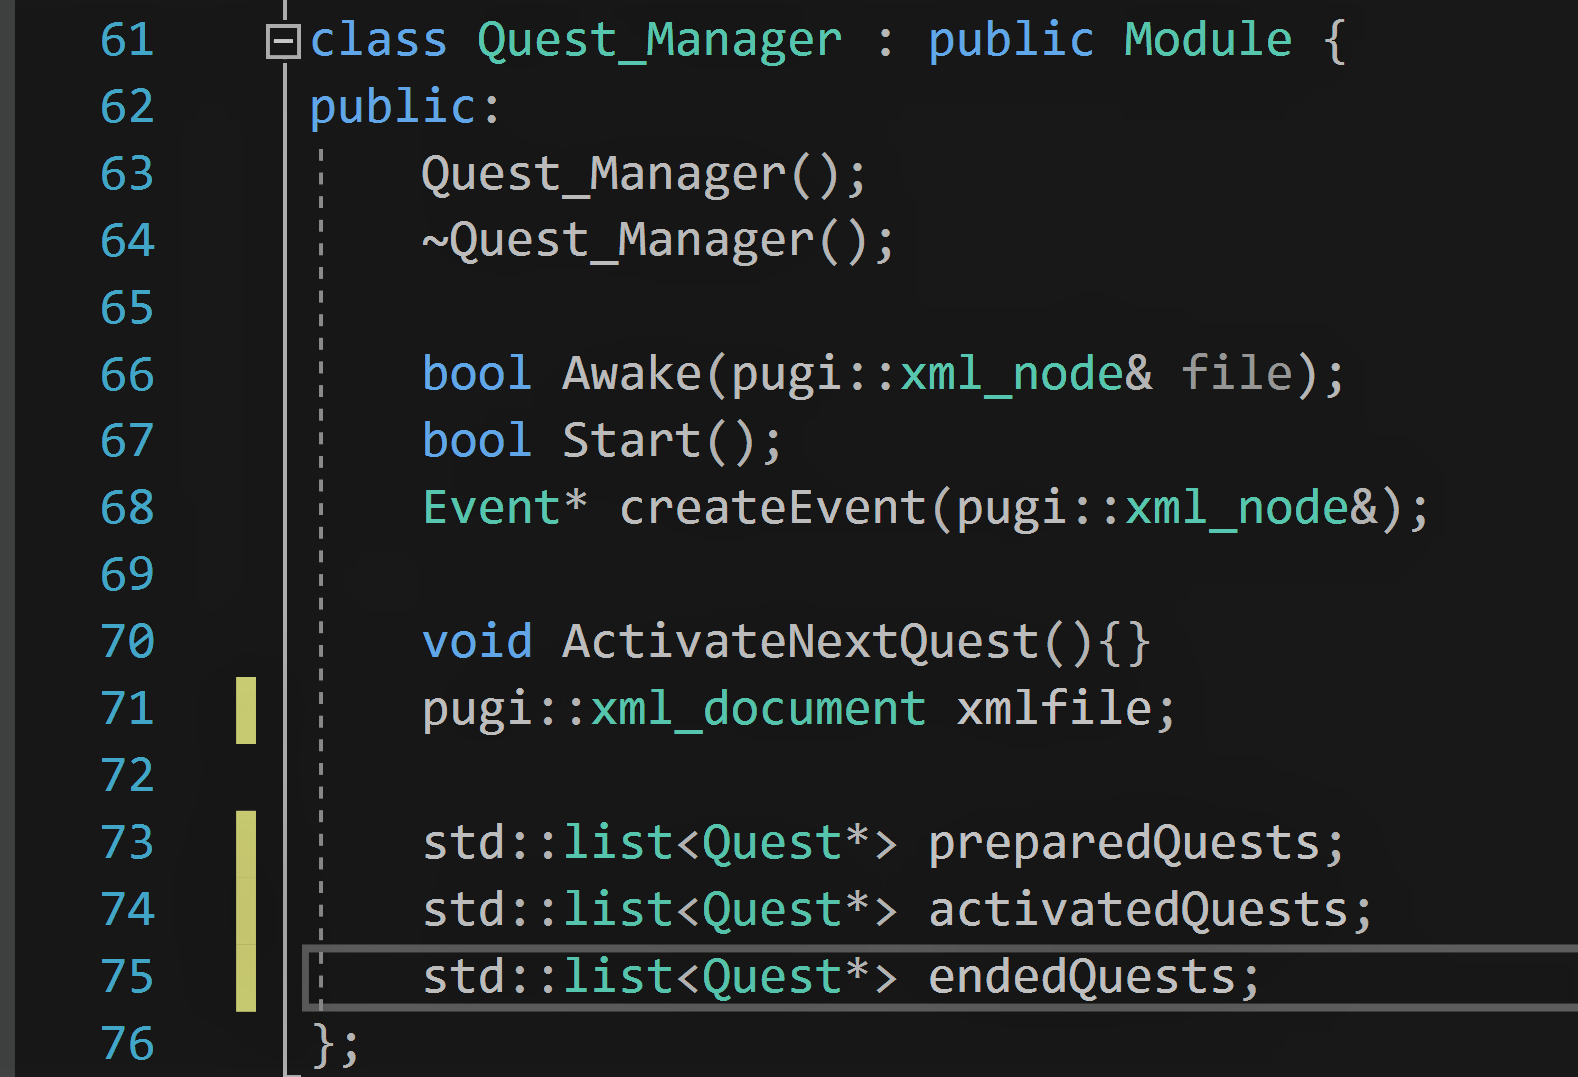 61 class Quest_Manager : public Module {
62 public:
63 Quest_Manager();
64 ~Quest_Manager();
65
66 bool Awake(pugi::xml_node& file);
67 bool Start();
68 Event* createEvent(pugi::xml_node&);
69
70 void ActivateNextQuest(){}
71 pugi::xml_document xmlfile;
72
73 std::list<Quest*> preparedQuests;
74 std::list<Quest*> activatedQuests;
75 std::list<Quest*> endedQuests;
76 };